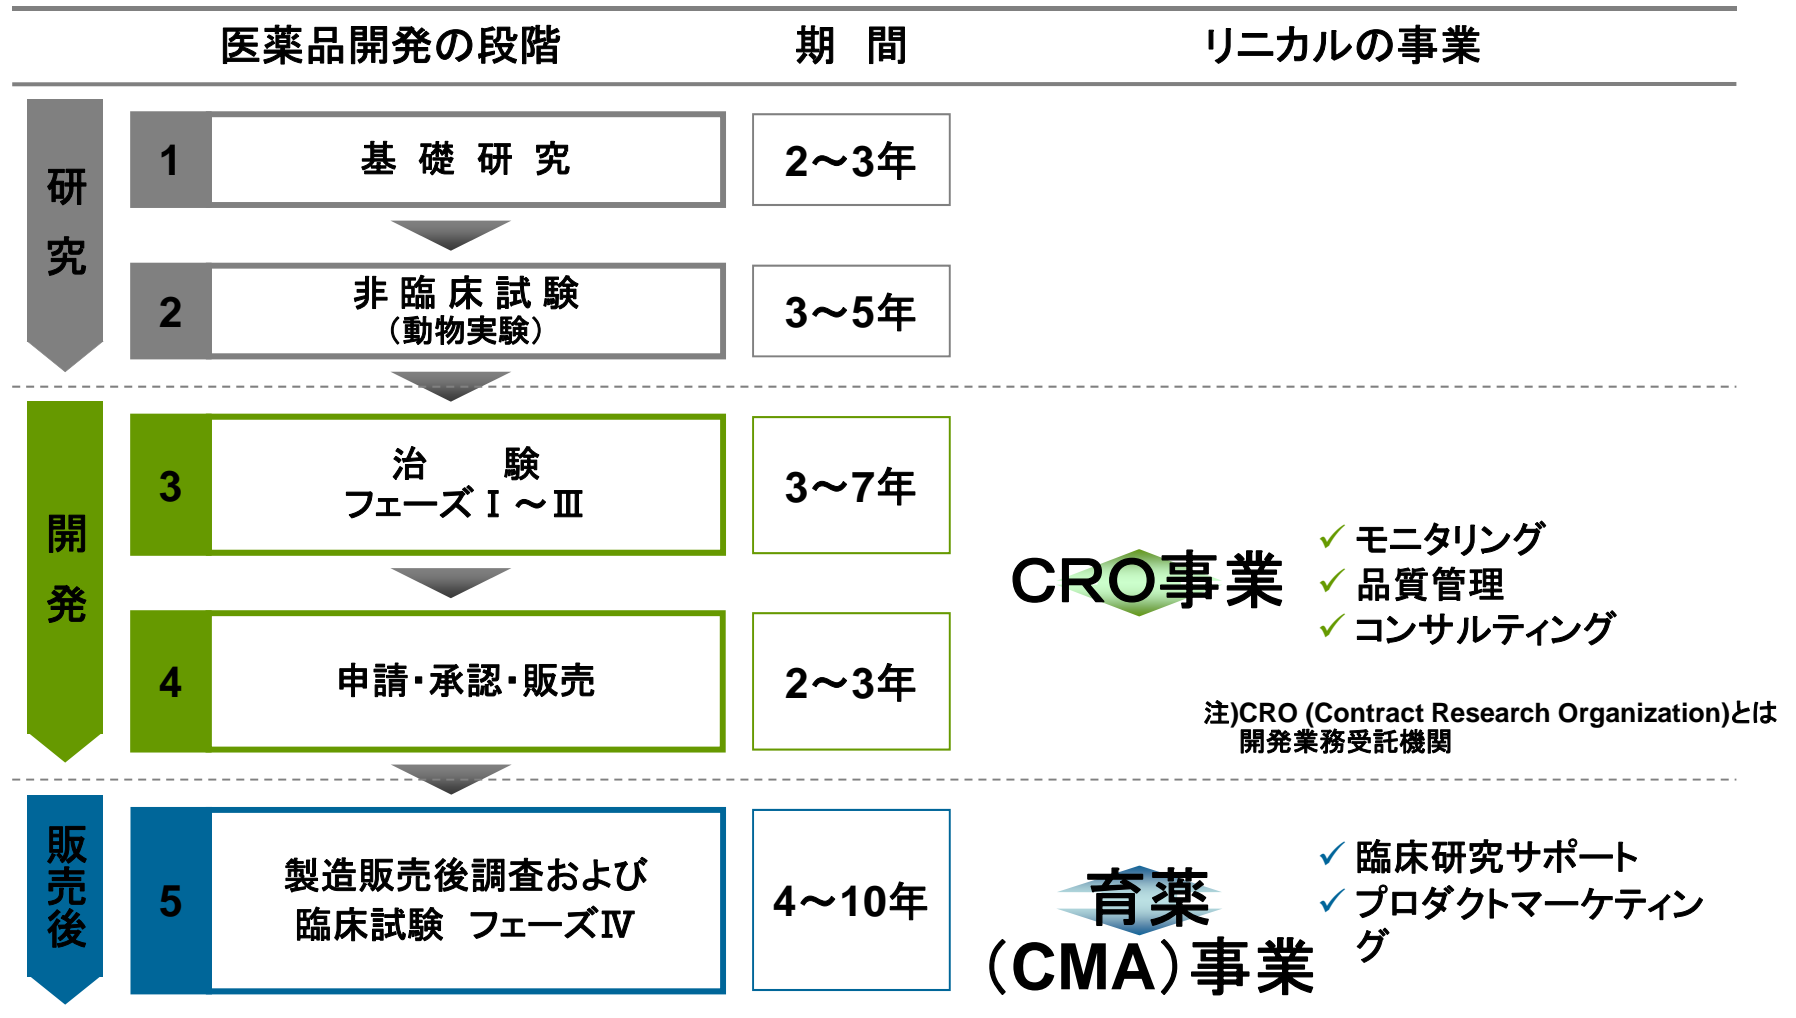 医薬品開発の段階 期 間 リニカルの事業
研究
1 基 礎 研 究 2～3年
2 非 臨 床 試 験 3～5年
（動物実験）
開発
3 治 験 3～7年
フェーズⅠ～Ⅲ
CRO事業
✓ モニタリング
✓ 品質管理
✓ コンサルティング
4 申請・承認・販売 2～3年
注)CRO (Contract Research Organization)とは
開発業務受託機関
販売後
5 製造販売後調査および 4～10年
臨床試験 フェーズⅣ
育薬
（CMA）事業
✓ 臨床研究サポート
✓ プロダクトマーケティン
グ